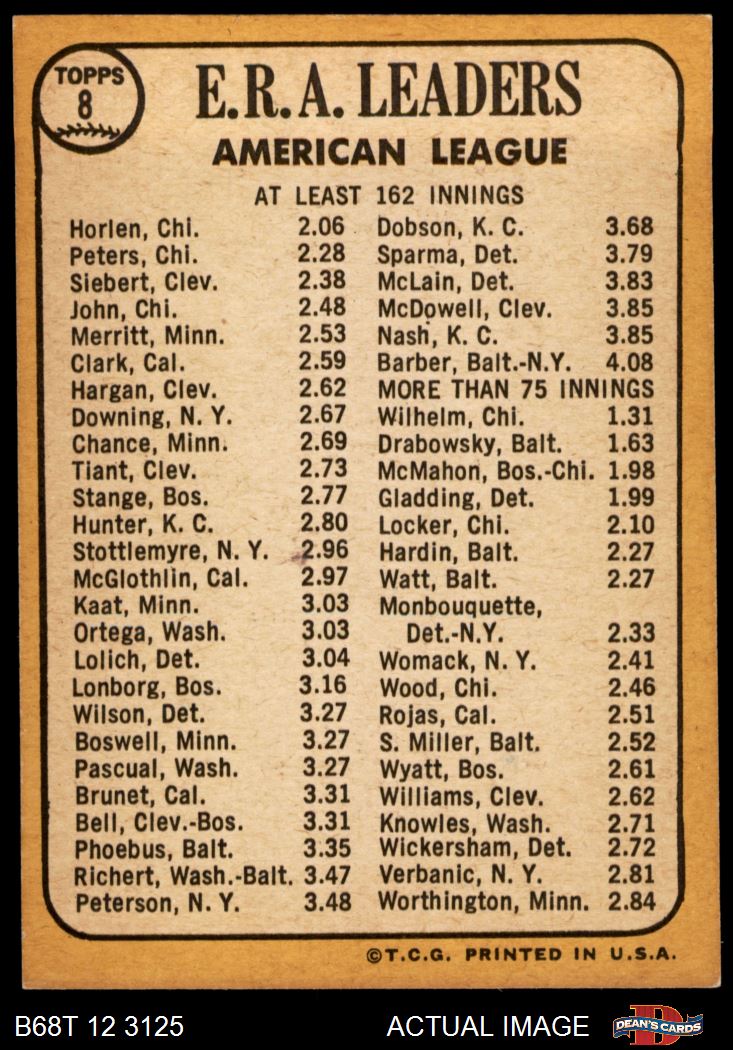 TOPPS
8
E.R.A. LEADERS
AMERICAN LEAGUE
AT LEAST 162 INNINGS
Horlen, Chi. 2.06
Peters, Chi. 2.28
Siebert, Clev. 2.38
John, Chi. 2.48
Merritt, Minn. 2.53
Clark, Cal. 2.59
Hargan, Clev. 2.62
Downing, N. Y. 2.67
Chance, Minn. 2.69
Tiant, Clev. 2.73
Stange, Bos. 2.77
Hunter, K. C. 2.80
Stottlemyre, N. Y. 2.96
McGlothlin, Cal. 2.97
Kaat, Minn. 3.03
Ortega, Wash. 3.03
Lolich, Det. 3.04
Lonborg, Bos. 3.16
Wilson, Det. 3.27
Boswell, Minn. 3.27
Pascual, Wash. 3.27
Brunet, Cal. 3.31
Bell, Clev.-Bos. 3.31
Phoebus, Balt. 3.35
Richert, Wash.-Balt. 3.47
Peterson, N. Y. 3.48
Dobson, K. C. 3.68
Sparma, Det. 3.79
McLain, Det. 3.83
McDowell, Clev. 3.85
Nash, K. C. 3.85
Barber, Balt.-N.Y. 4.08
MORE THAN 75 INNINGS
Wilhelm, Chi. 1.31
Drabowsky, Balt. 1.63
McMahon, Bos.-Chi. 1.98
Gladding, Det. 1.99
Locker, Chi. 2.10
Hardin, Balt. 2.27
Watt, Balt. 2.27
Monbouquette,
Det.-N.Y. 2.33
Womack, N. Y. 2.41
Wood, Chi. 2.46
Rojas, Cal. 2.51
S. Miller, Balt. 2.52
Wyatt, Bos. 2.61
Williams, Clev. 2.62
Knowles, Wash. 2.71
Wickersham, Det. 2.72
Verbanic, N. Y. 2.81
Worthington, Minn. 2.84
©T.C.G. PRINTED IN U.S.A.
B68T 12 3125 ACTUAL IMAGE
D
DEAN'S CARDS